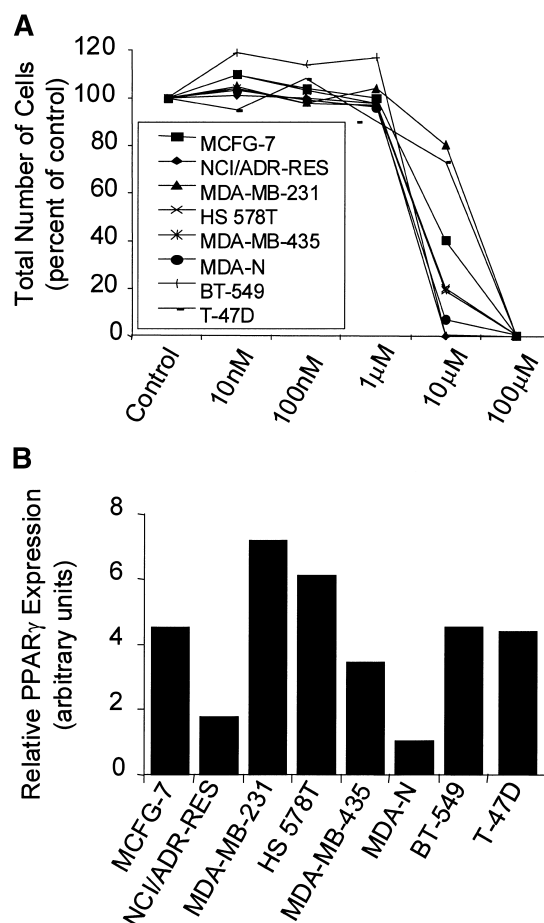 A
Total Number of Cells
(percent of control)
120
100
80
60
40
20
0
MCFG-7
NCI/ADR-RES
MDA-MB-231
HS 578T
MDA-MB-435
MDA-N
BT-549
T-47D
Control
10nM
100nM
1μM
10μM
100μM
B
Relative PPARγ Expression
(arbitrary units)
8
6
4
2
0
MCFG-7
NCI/ADR-RES
MDA-MB-231
HS 578T
MDA-MB-435
MDA-N
BT-549
T-47D